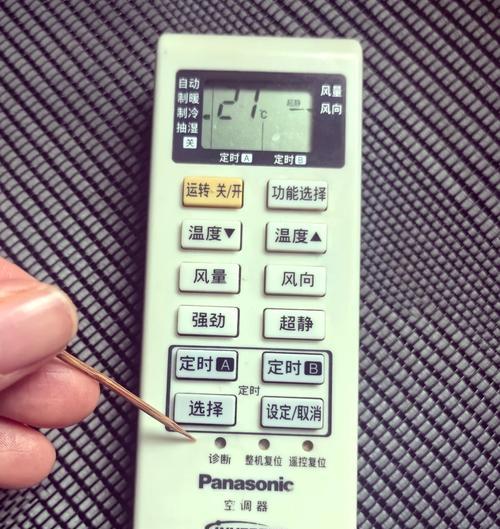 自动
制暖
制冷
抽湿
关
27℃
超静
风量
风向
定时A 定时B
运转 关/开 功能选择
温度▼ 温度▲
风量 风向
强劲 超静
定时A 定时B
定时
选择 设定/取消
诊断 整机复位 遥控复位
Panasonic
空调器